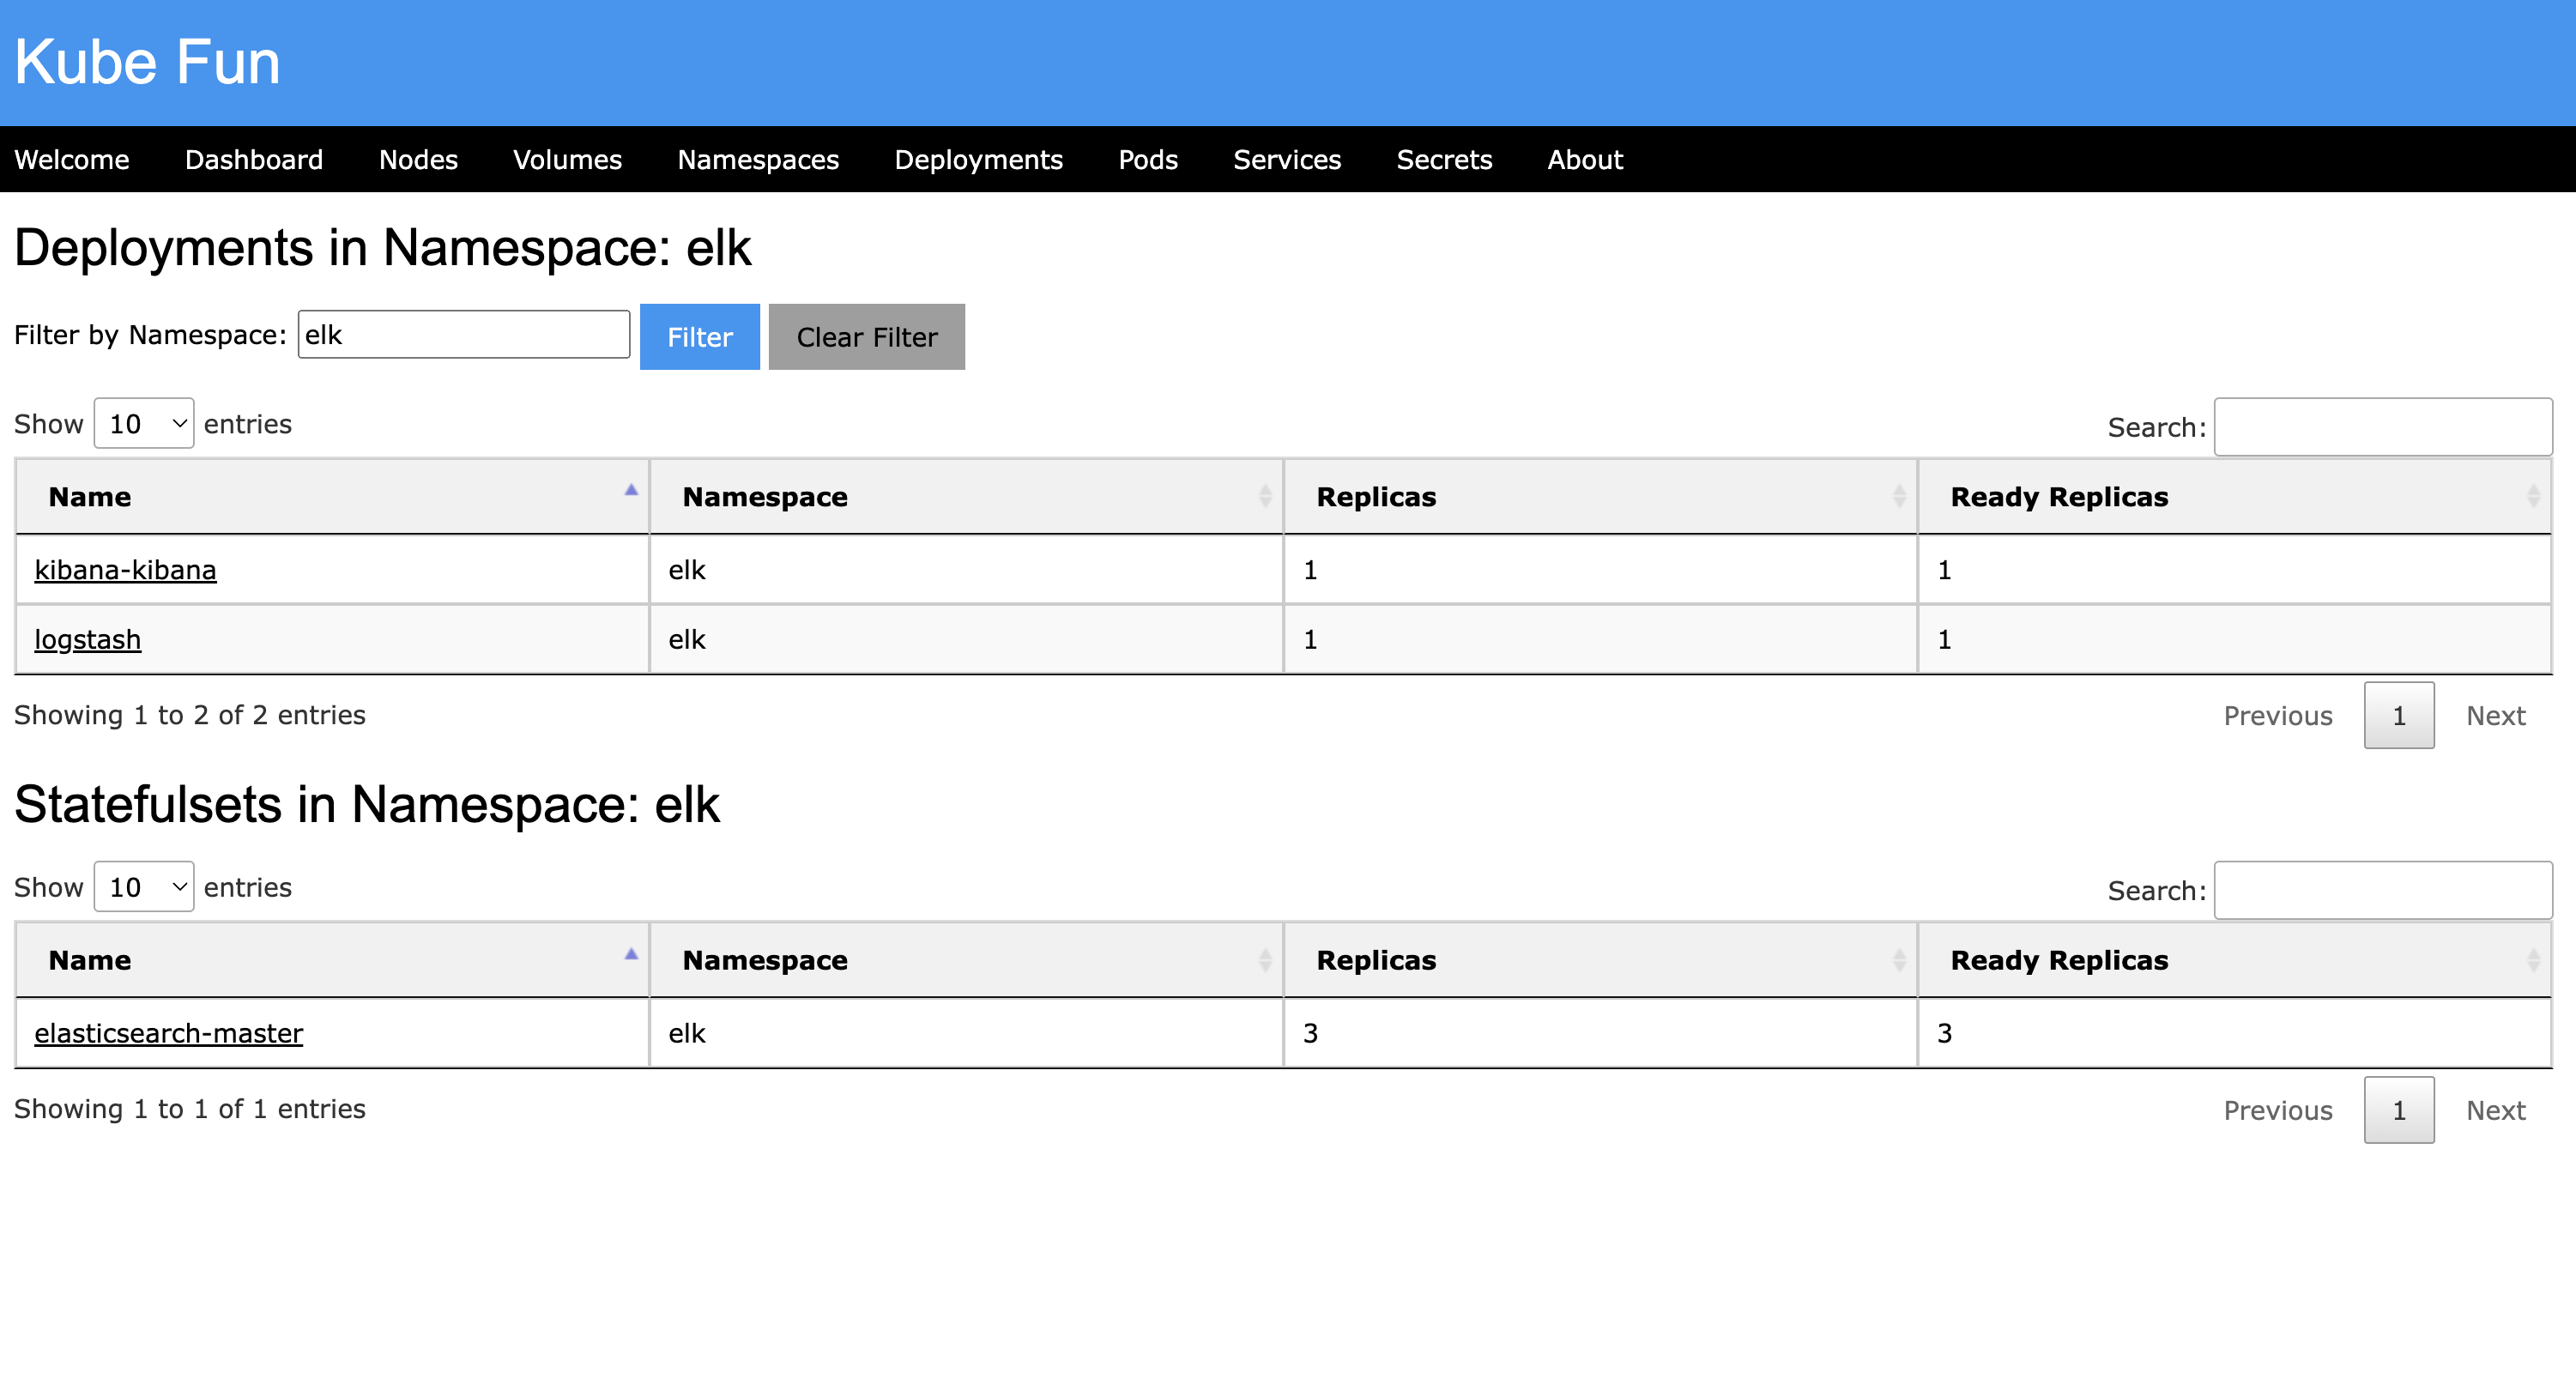 Kube Fun
Welcome Dashboard Nodes Volumes Namespaces Deployments Pods Services Secrets About
Deployments in Namespace: elk
Filter by Namespace: elk Filter Clear Filter
Show 10 entries Search:
Name Namespace Replicas Ready Replicas
kibana-kibana elk 1 1
logstash elk 1 1
Showing 1 to 2 of 2 entries Previous 1 Next
Statefulsets in Namespace: elk
Show 10 entries Search:
Name Namespace Replicas Ready Replicas
elasticsearch-master elk 3 3
Showing 1 to 1 of 1 entries Previous 1 Next